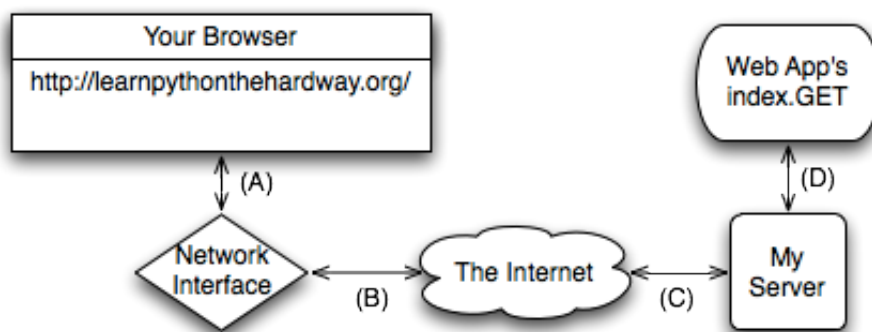 Your Browser
http://learnpythonthehardway.org/
Web App's
index.GET
(A)
(D)
Network
Interface
(B)
The Internet
(C)
My
Server